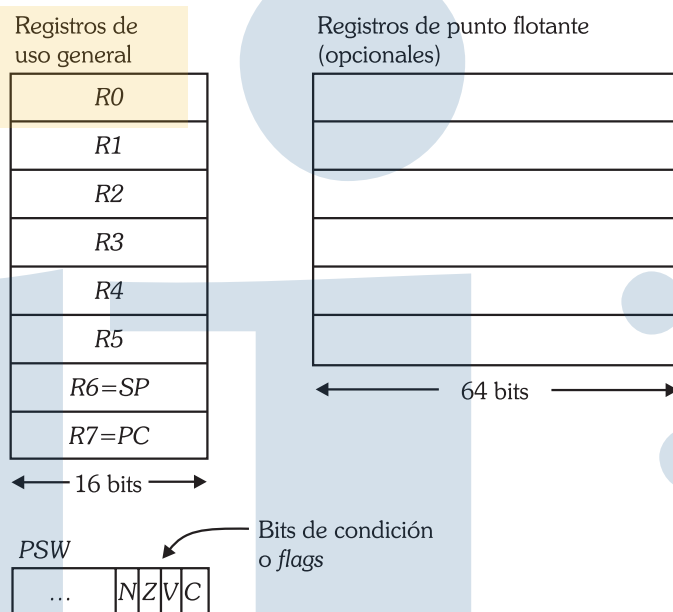 Registros de
uso general
R0
R1
R2
R3
R4
R5
R6=SP
R7=PC
16 bits
Registros de punto flotante
(opcionales)
64 bits
Bits de condición
o flags
PSW
... N Z V C